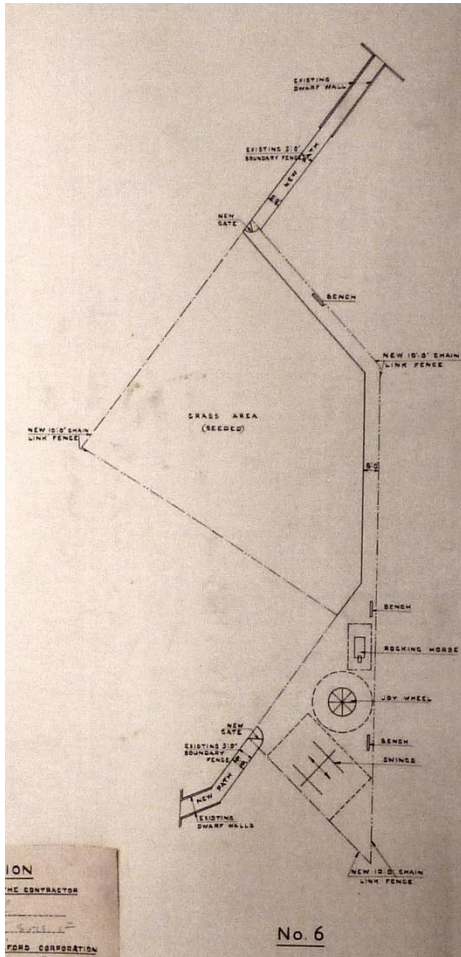 EXISTING
DWARF WALL
EXISTING 3'.0"
BOUNDARY FENCE
NEW PATH
NEW
GATE
BENCH
NEW 10'.0" CHAIN
LINK FENCE
GRASS AREA
(SEEDED)
NEW 10'.0" CHAIN
LINK FENCE
6'.0"
BENCH
ROCKING HORSE
JOY WHEEL
NEW
GATE
EXISTING 3'.0"
BOUNDARY
FENCE
BENCH
SWINGS
NEW PATH
EXISTING
DWARF WALLS
NEW 10'.0" CHAIN
LINK FENCE
ION
THE CONTRACTOR
FORD CORPORATION
No. 6